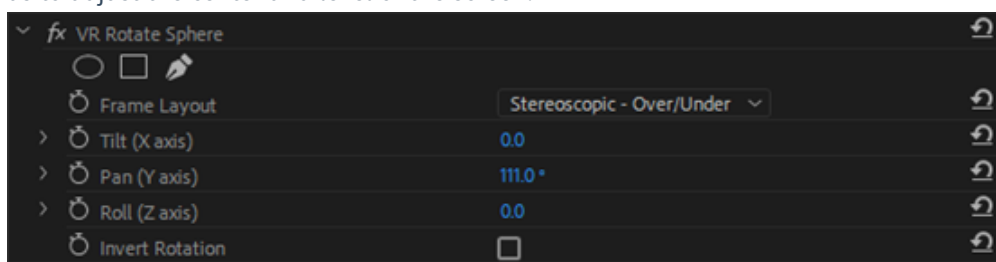 fx VR Rotate Sphere
Frame Layout Stereoscopic - Over/Under
Tilt (X axis) 0.0
Pan (Y axis) 111.0 °
Roll (Z axis) 0.0
Invert Rotation